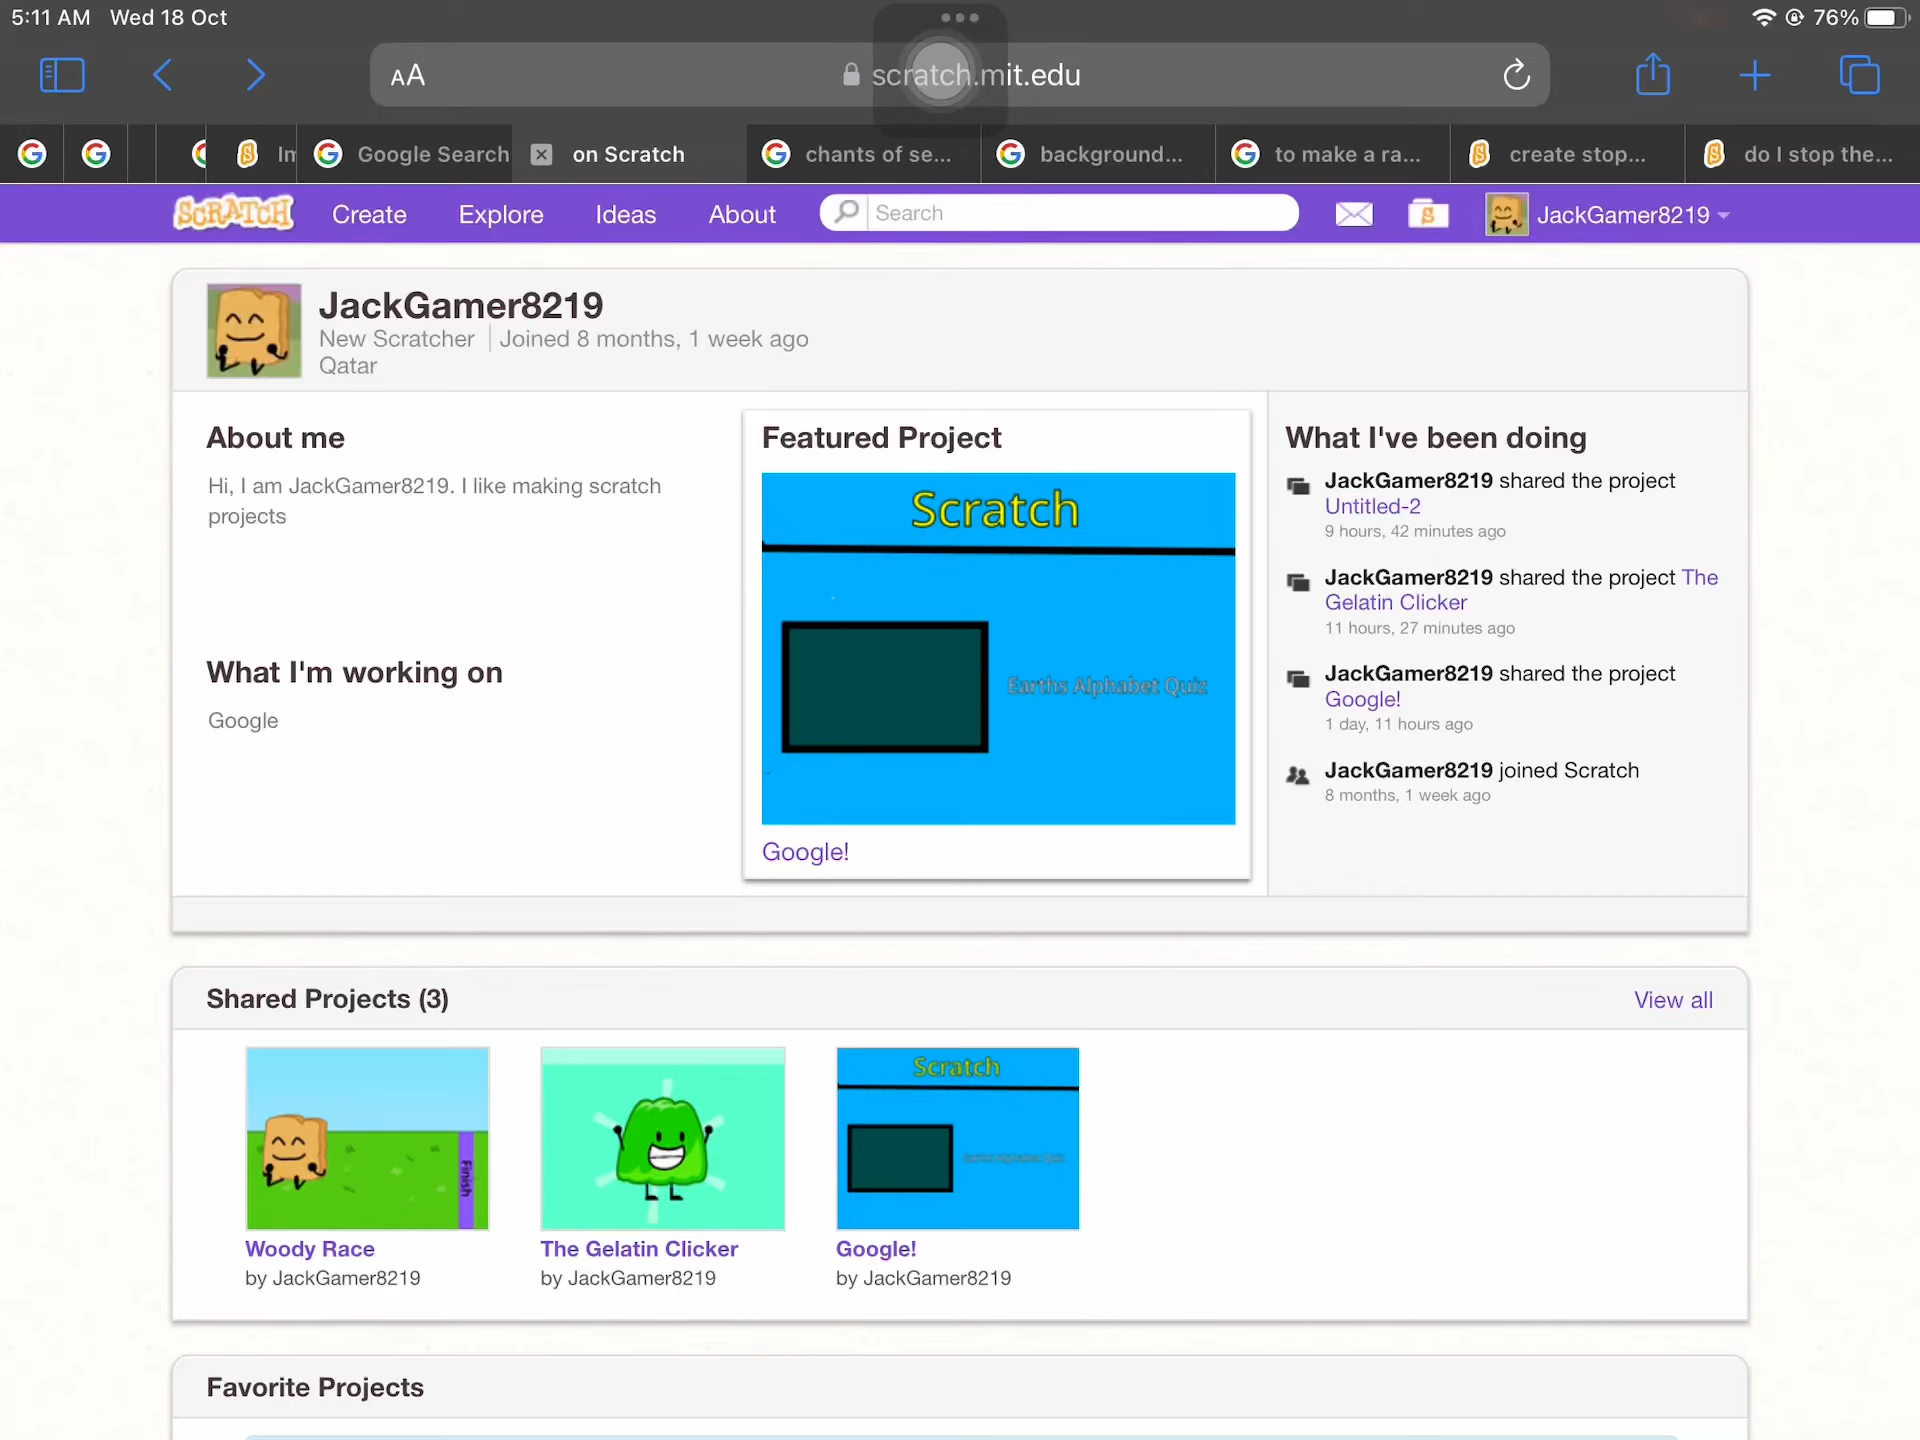 5:11 AM Wed 18 Oct
76%
AA
scratch.mit.edu
Google Search
on Scratch
chants of se...
background...
to make a ra...
create stop...
do I stop the...
SCRATCH
Create
Explore
Ideas
About
Search
JackGamer8219
JackGamer8219
New Scratcher
Joined 8 months, 1 week ago
Qatar
About me
Hi, I am JackGamer8219. I like making scratch
projects
What I'm working on
Google
Featured Project
Scratch
Earths Alphabet Quiz
Google!
What I've been doing
JackGamer8219 shared the project
Untitled-2
9 hours, 42 minutes ago
JackGamer8219 shared the project The
Gelatin Clicker
11 hours, 27 minutes ago
JackGamer8219 shared the project
Google!
1 day, 11 hours ago
JackGamer8219 joined Scratch
8 months, 1 week ago
Shared Projects (3)
View all
Finish
Scratch
Earths Alphabet Quiz
Woody Race
by JackGamer8219
The Gelatin Clicker
by JackGamer8219
Google!
by JackGamer8219
Favorite Projects